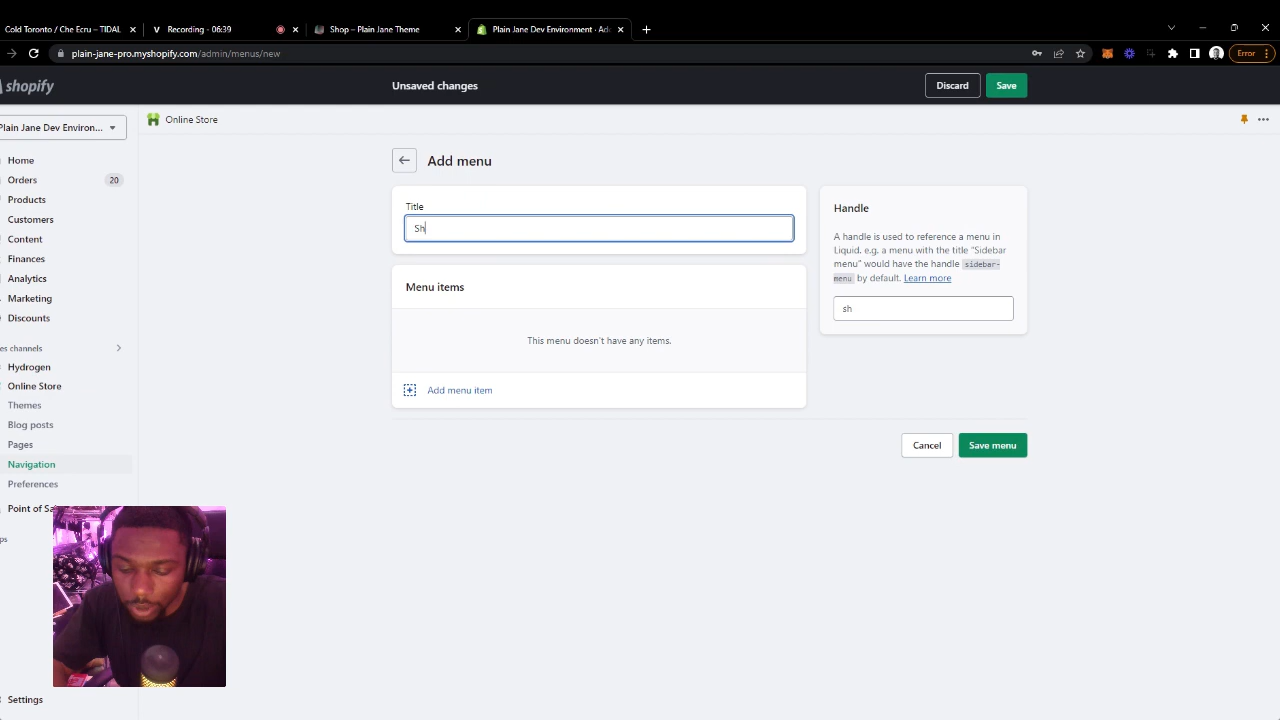 Cold Toronto / Che Ecru – TIDAL
Recording - 06:39
Shop – Plain Jane Theme
Plain Jane Dev Environment · Ad
plain-jane-pro.myshopify.com/admin/menus/new
Error
shopify
Unsaved changes
Discard
Save
Plain Jane Dev Environ...
Online Store
Home
Orders
20
Products
Customers
Content
Finances
Analytics
Marketing
Discounts
es channels
Hydrogen
Online Store
Themes
Blog posts
Pages
Navigation
Preferences
Point of Sa
ps
Settings
Add menu
Title
Sh
Menu items
This menu doesn't have any items.
Add menu item
Handle
A handle is used to reference a menu in
Liquid. e.g. a menu with the title "Sidebar
menu" would have the handle sidebar-
menu by default. Learn more
sh
Cancel
Save menu